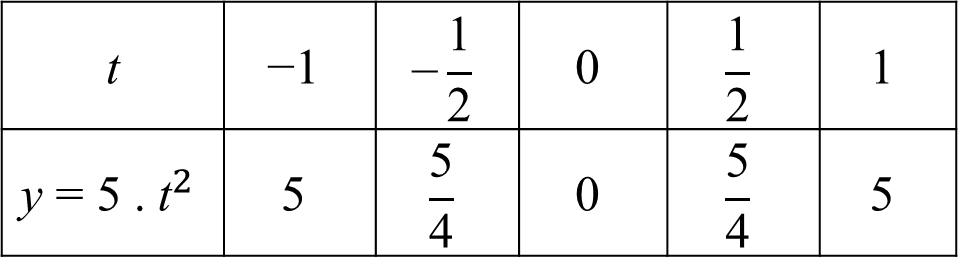 t −1 −1/2 0 1/2 1
y = 5 . t² 5 5/4 0 5/4 5